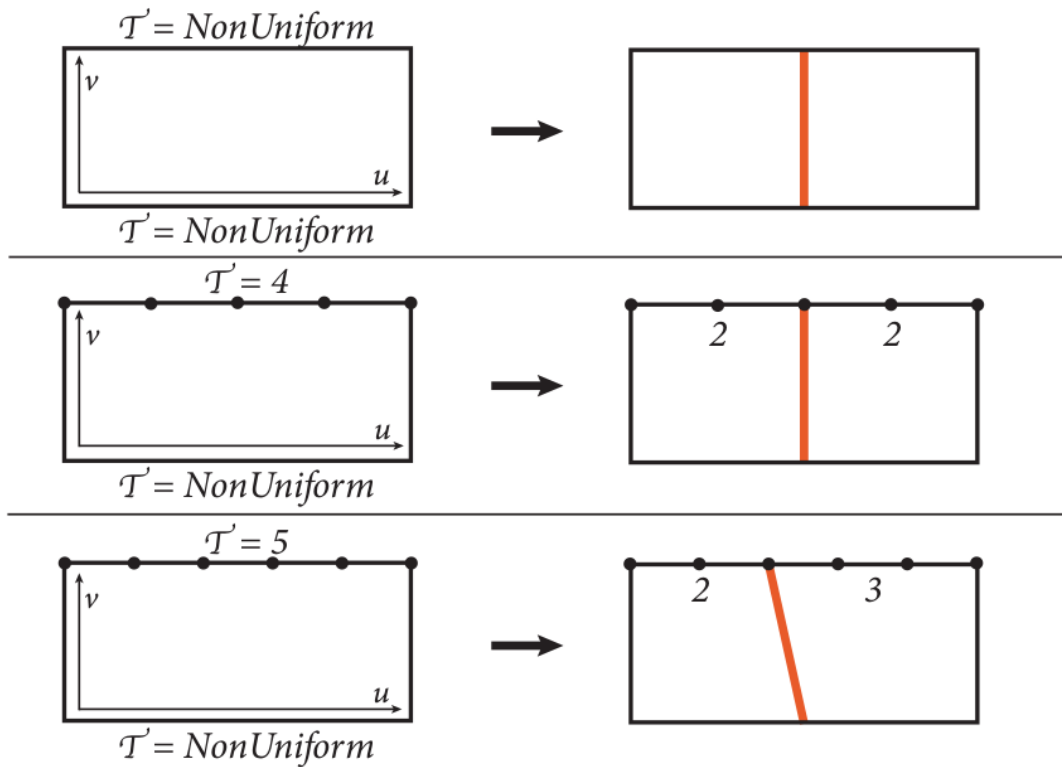 𝒯 = NonUniform
v
u
𝒯 = NonUniform
𝒯 = 4
v
2 2
u
𝒯 = NonUniform
𝒯 = 5
v
2 3
u
𝒯 = NonUniform